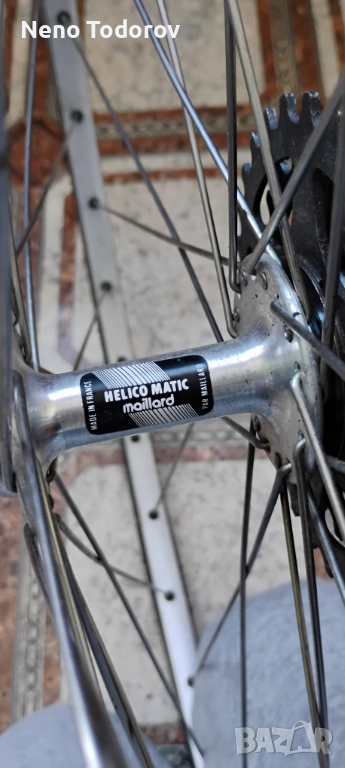 Neno Todorov
MADE IN FRANCE
HELICO MATIC
maillard
PAR MAILLARD
BAZAR